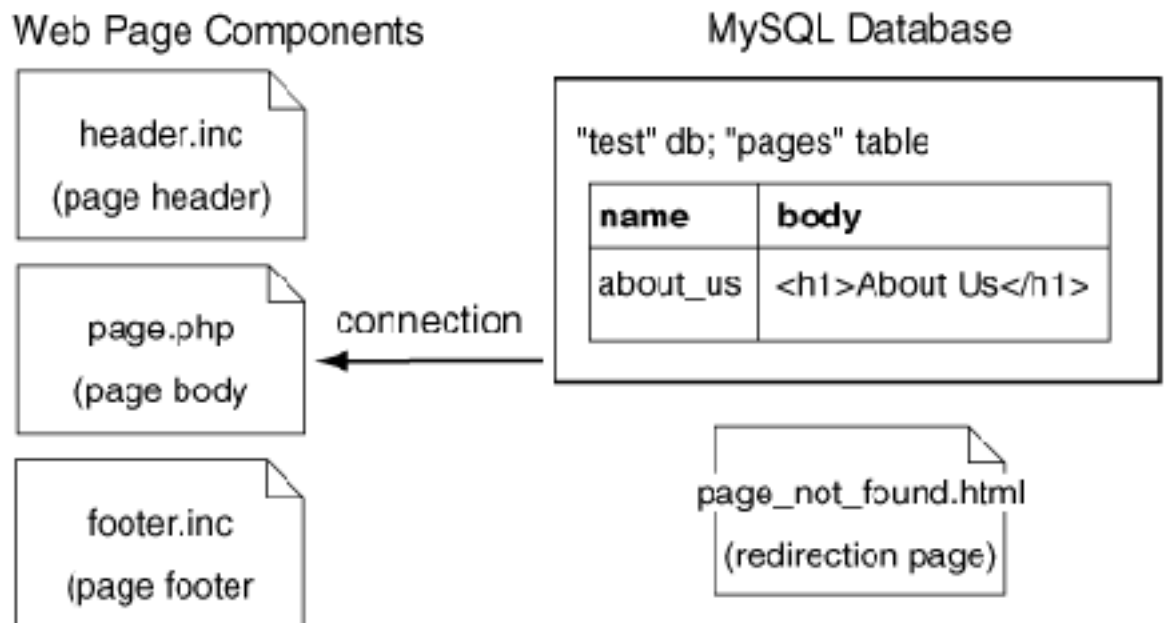 Web Page Components
header.inc
(page header)
page.php
(page body
footer.inc
(page footer
connection
MySQL Database
"test" db; "pages" table
name body
about_us <h1>About Us</h1>
page_not_found.html
(redirection page)